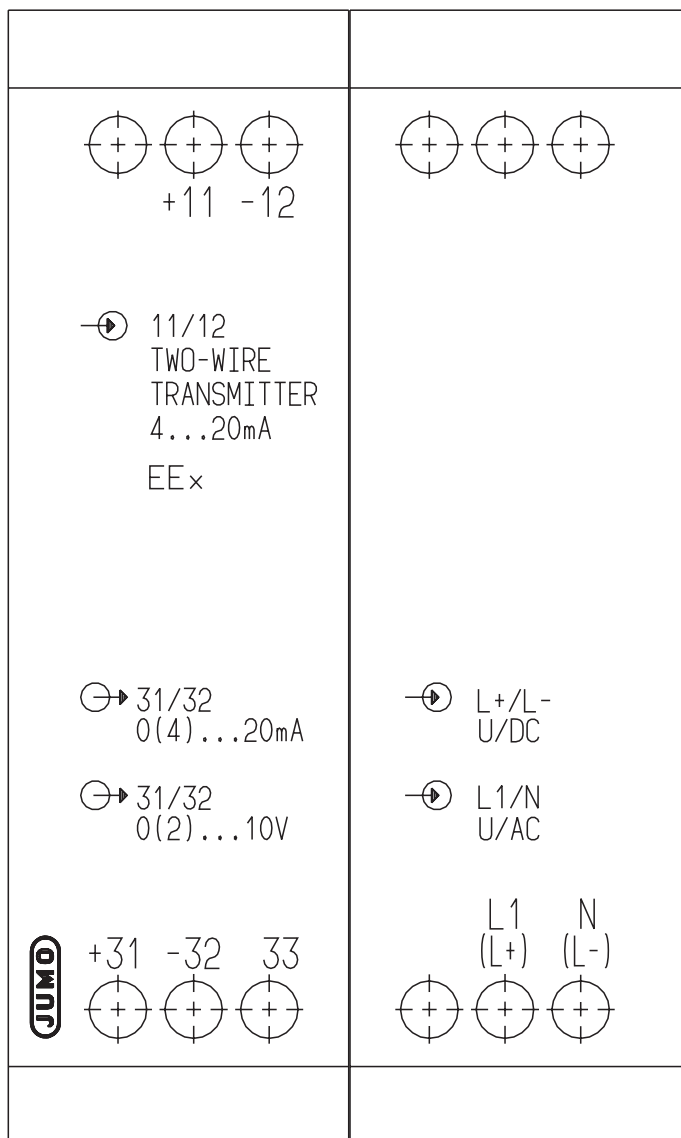 +11 -12
11/12
TWO-WIRE
TRANSMITTER
4...20mA
EEx
31/32
0(4)...20mA
31/32
0(2)...10V
+31 -32 33
JUMO
L+/L-
U/DC
L1/N
U/AC
L1 N
(L+) (L-)